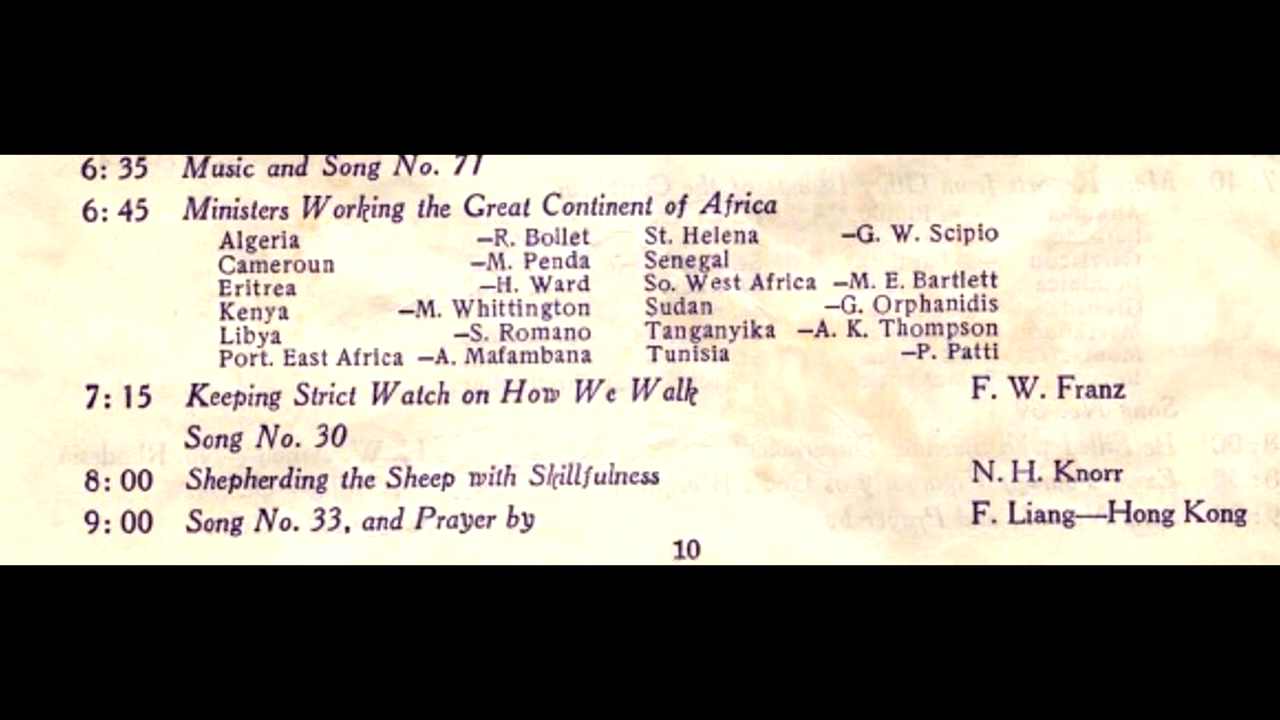 6:35 Music and Song No. 77
6:45 Ministers Working the Great Continent of Africa
Algeria —R. Bollet St. Helena —G. W. Scipio
Cameroun —M. Penda Senegal
Eritrea —H. Ward So. West Africa —M. E. Bartlett
Kenya —M. Whittington Sudan —G. Orphanidis
Libya —S. Romano Tanganyika —A. K. Thompson
Port. East Africa —A. Mafambana Tunisia —P. Patti
7:15 Keeping Strict Watch on How We Walk F. W. Franz
Song No. 30
8:00 Shepherding the Sheep with Skillfulness N. H. Knorr
9:00 Song No. 33, and Prayer by F. Liang—Hong Kong
10